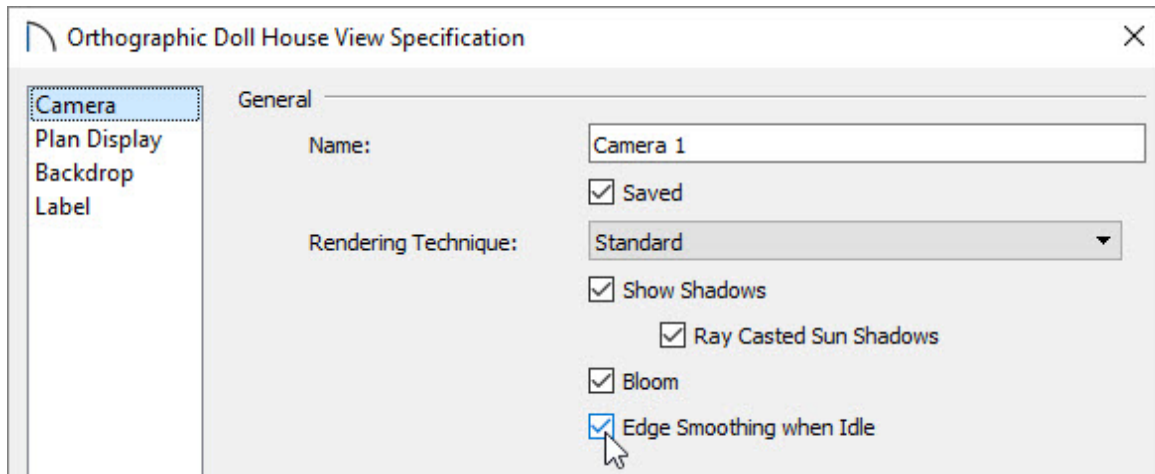 Orthographic Doll House View Specification
Camera
Plan Display
Backdrop
Label
General
Name: Camera 1
Saved
Rendering Technique: Standard
Show Shadows
Ray Casted Sun Shadows
Bloom
Edge Smoothing when Idle